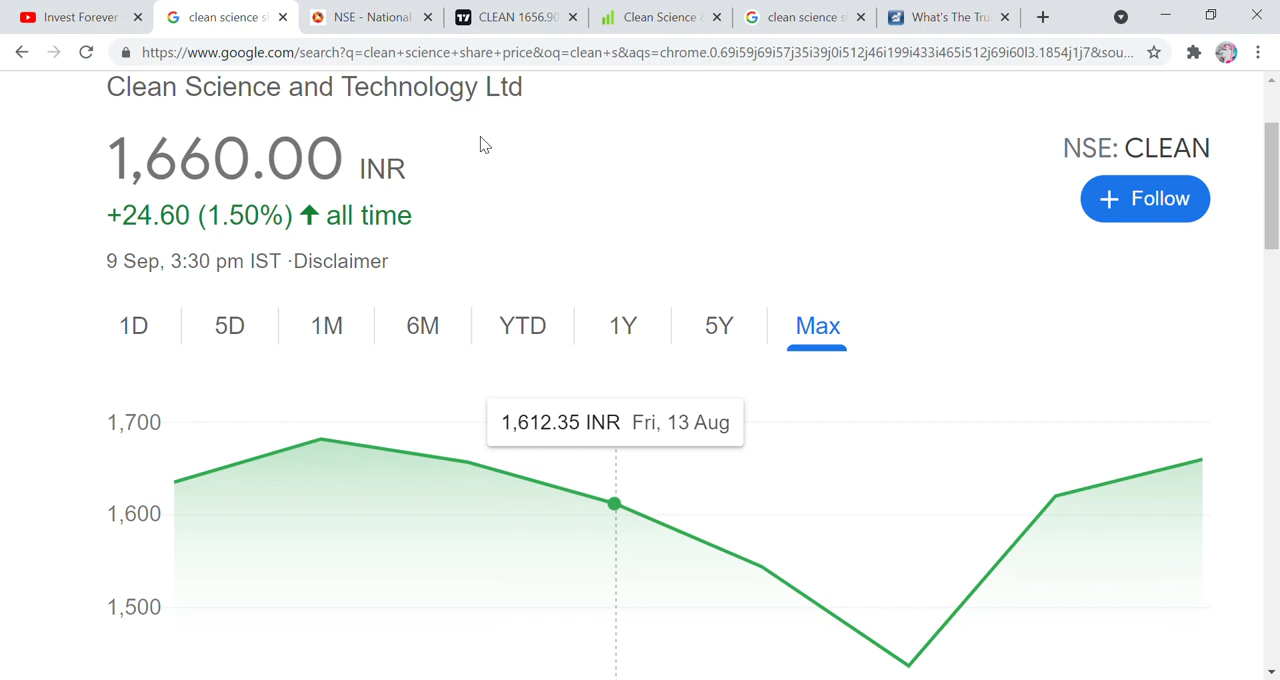 Invest Forever
clean science s
NSE - National
CLEAN 1656.90
Clean Science &
clean science s
What's The Tru
https://www.google.com/search?q=clean+science+share+price&oq=clean+s&aqs=chrome.0.69i59j69i57j35i39j0i512j46i199i433i465i512j69i60l3.1854j1j7&sou...
Clean Science and Technology Ltd
1,660.00 INR
NSE: CLEAN
+24.60 (1.50%) ↑ all time
+ Follow
9 Sep, 3:30 pm IST ·Disclaimer
1D 5D 1M 6M YTD 1Y 5Y Max
1,612.35 INR Fri, 13 Aug
1,700
1,600
1,500